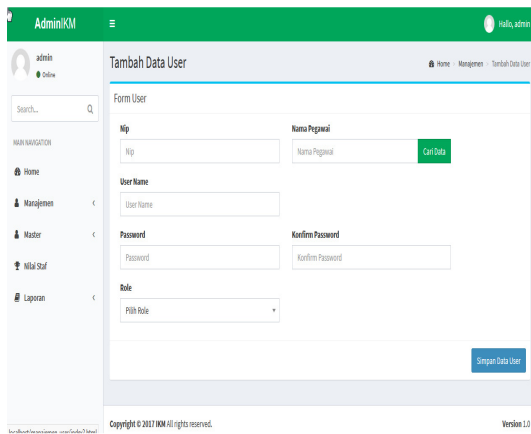 AdminIKM
Hallo, admin
admin
Online
Search...
MAIN NAVIGATION
Home
Manajemen
Master
Nilai Staf
Laporan
Tambah Data User
Home > Manajemen > Tambah Data User
Form User
Nip
Nama Pegawai
Nip
Nama Pegawai
Cari Data
User Name
User Name
Password
Konfirm Password
Password
Konfirm Password
Role
Pilih Role
Simpan Data User
Copyright © 2017 IKM All rights reserved.
Version 1.0